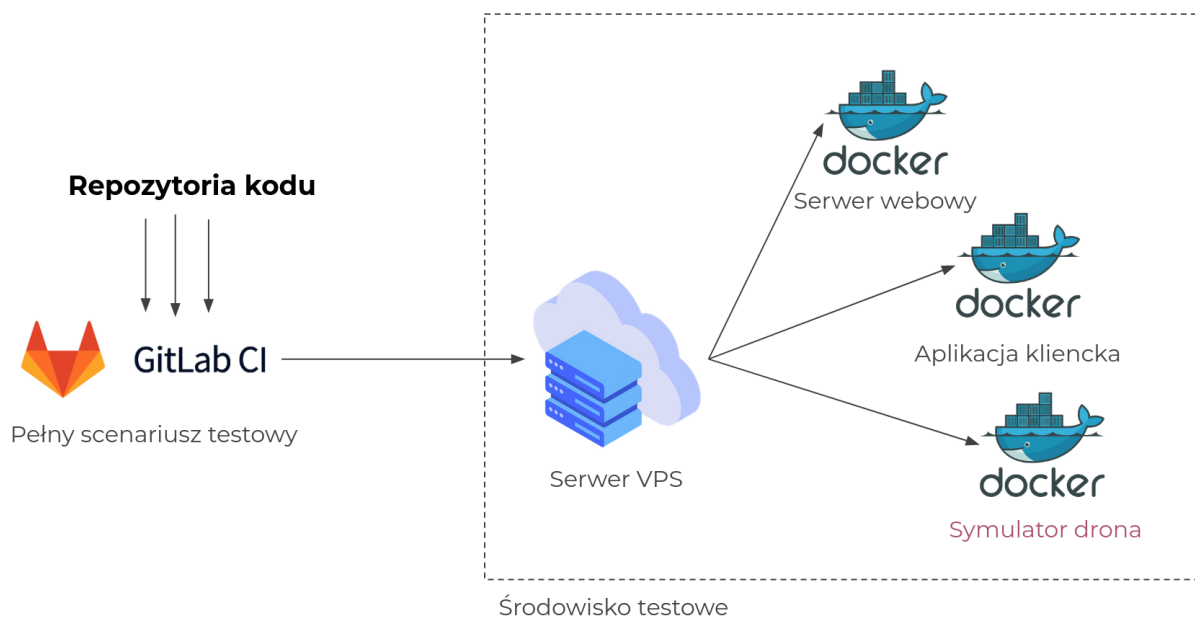 Repozytoria kodu
GitLab CI
Pełny scenariusz testowy
Serwer VPS
docker
Serwer webowy
docker
Aplikacja kliencka
docker
Symulator drona
Środowisko testowe